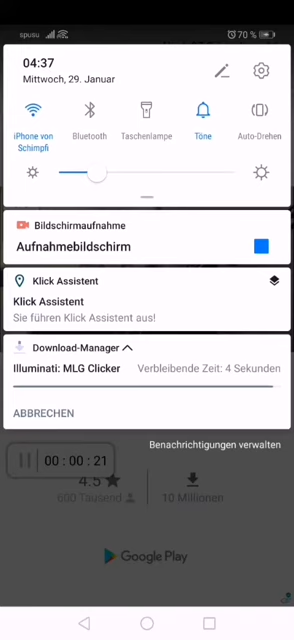 spusu 70 %
04:37
Mittwoch, 29. Januar
iPhone von Schimpfi
Bluetooth
Taschenlampe
Töne
Auto-Drehen
Bildschirmaufnahme
Aufnahmebildschirm
Klick Assistent
Klick Assistent
Sie führen Klick Assistent aus!
Download-Manager
Illuminati: MLG Clicker Verbleibende Zeit: 4 Sekunden
ABBRECHEN
Benachrichtigungen verwalten
00 : 00 : 21
4.5
600 Tausend 10 Millionen
Google Play